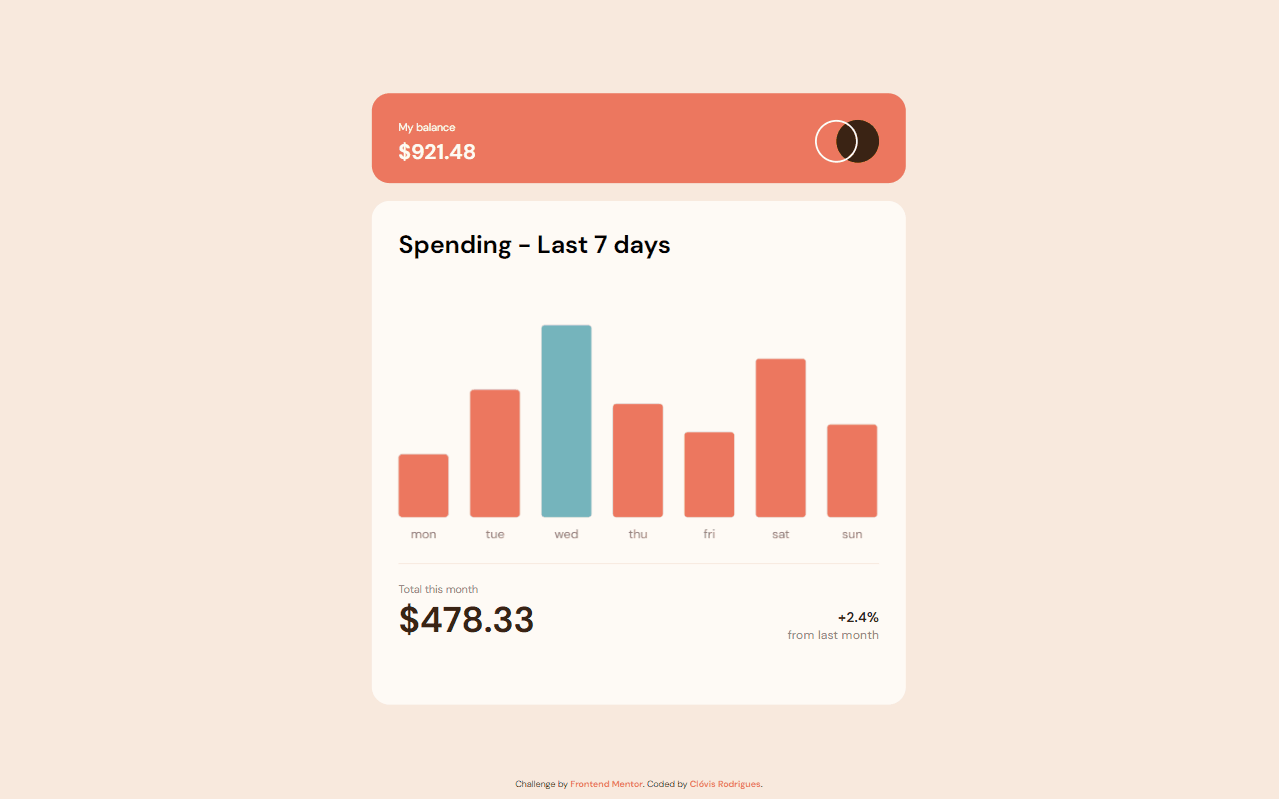 My balance
$921.48
Spending - Last 7 days
mon tue wed thu fri sat sun
Total this month
$478.33
+2.4%
from last month
Challenge by Frontend Mentor. Coded by Clóvis Rodrigues.